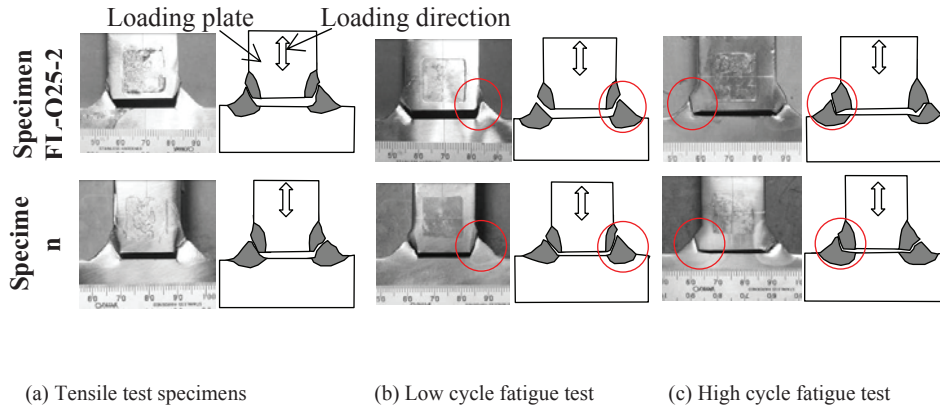 Loading plate
Loading direction
Specimen
FL-O25-2
Specime
n
(a) Tensile test specimens
(b) Low cycle fatigue test
(c) High cycle fatigue test